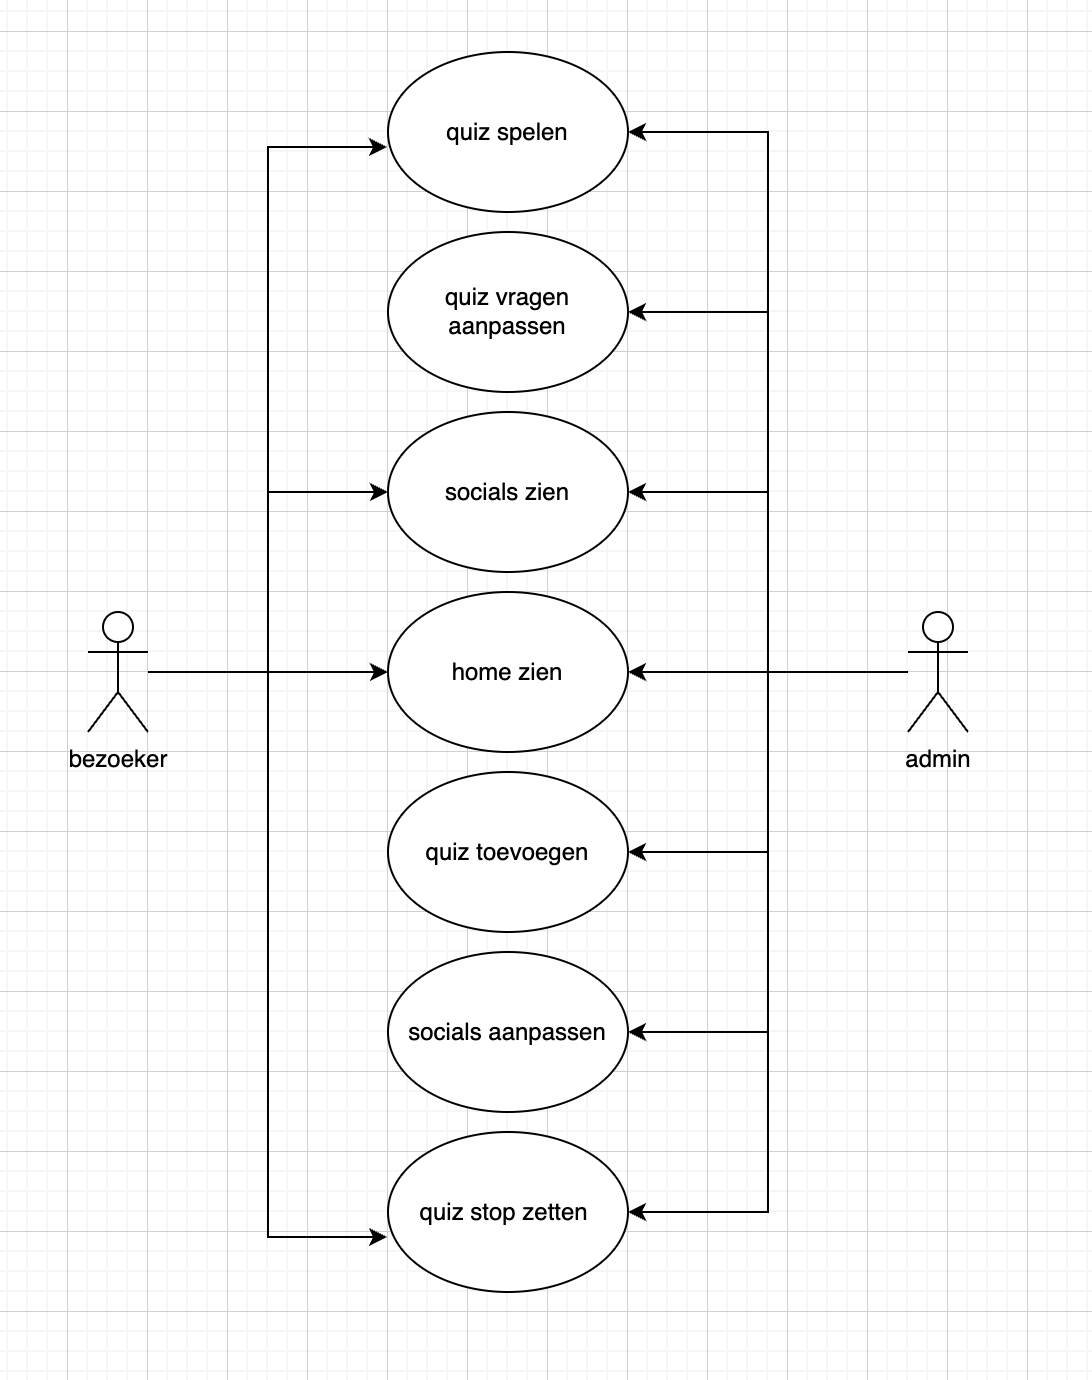 quiz spelen
quiz vragen
aanpassen
socials zien
home zien
bezoeker
admin
quiz toevoegen
socials aanpassen
quiz stop zetten